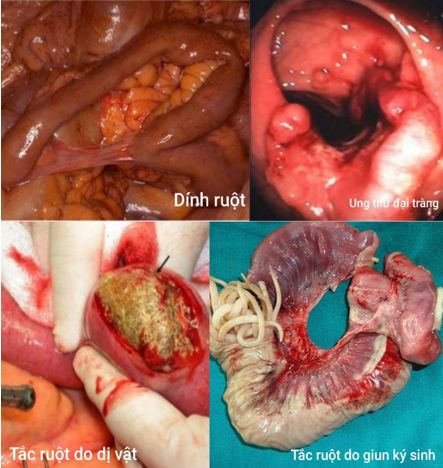 Dính ruột
Ung thư đại tràng
Tắc ruột do dị vật
Tắc ruột do giun ký sinh